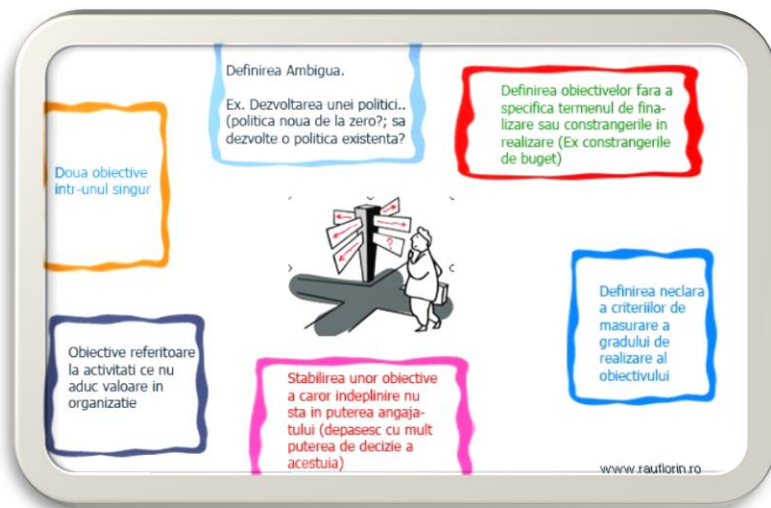 Definirea Ambigua.
Ex. Dezvoltarea unei politici..
(politica noua de la zero?; sa
dezvolte o politica existenta?
Definirea obiectivelor fara a
specifica termenul de fina-
lizare sau constrangerile in
realizare (Ex constrangerile
de buget)
Doua obiective
intr-unul singur
?
Definirea neclara
a criteriilor de
masurare a
gradului de
realizare al
obiectivului
Obiective referitoare
la activitati ce nu
aduc valoare in
organizatie
Stabilirea unor obiective
a caror indeplinire nu
sta in puterea angaja-
tului (depasesc cu mult
puterea de decizie a
acestuia)
www.rauflorin.ro